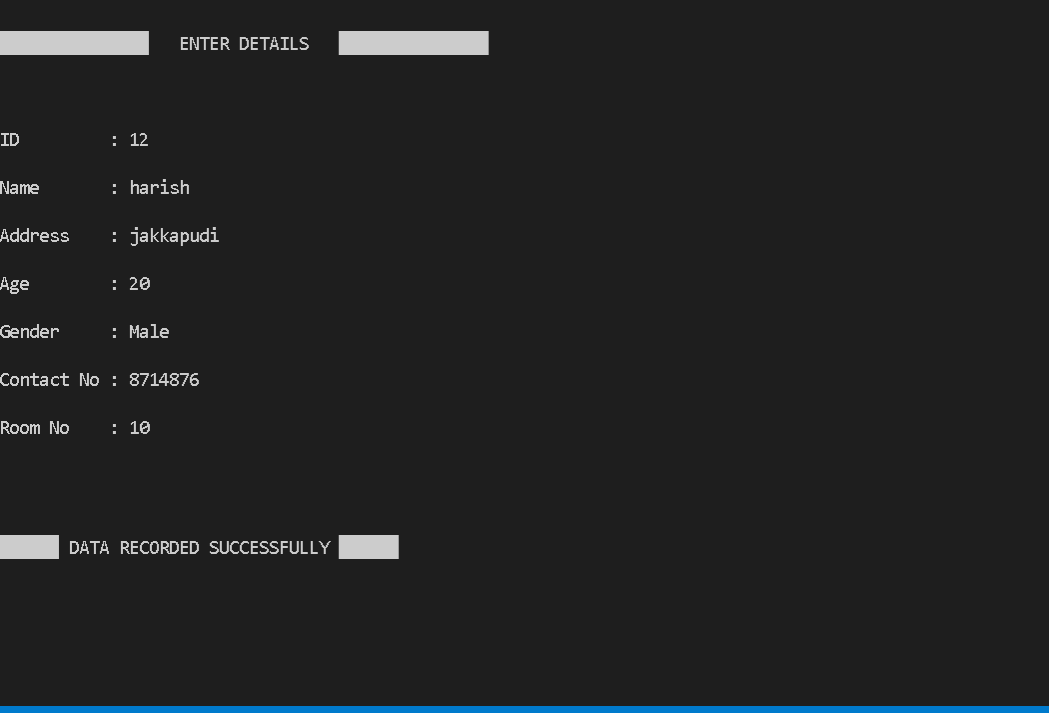 ENTER DETAILS
ID : 12
Name : harish
Address : jakkapudi
Age : 20
Gender : Male
Contact No : 8714876
Room No : 10
DATA RECORDED SUCCESSFULLY